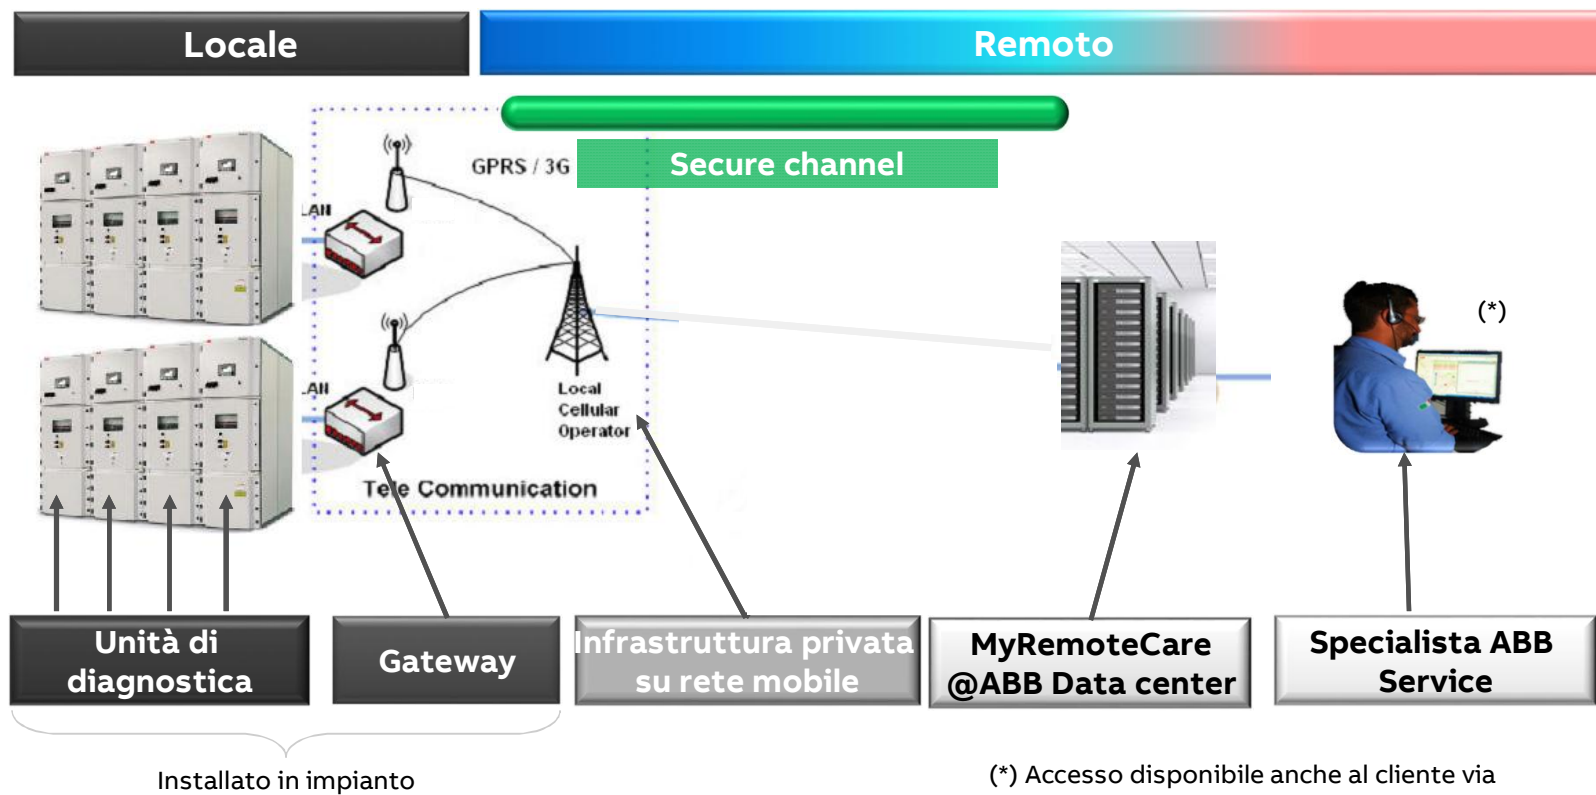 Locale
Remoto
GPRS / 3G
Secure channel
LAN
(*)
LAN
Local
Cellular
Operator
Tele Communication
Unità di
diagnostica
Gateway
Infrastruttura privata
su rete mobile
MyRemoteCare
@ABB Data center
Specialista ABB
Service
Installato in impianto
(*) Accesso disponibile anche al cliente via